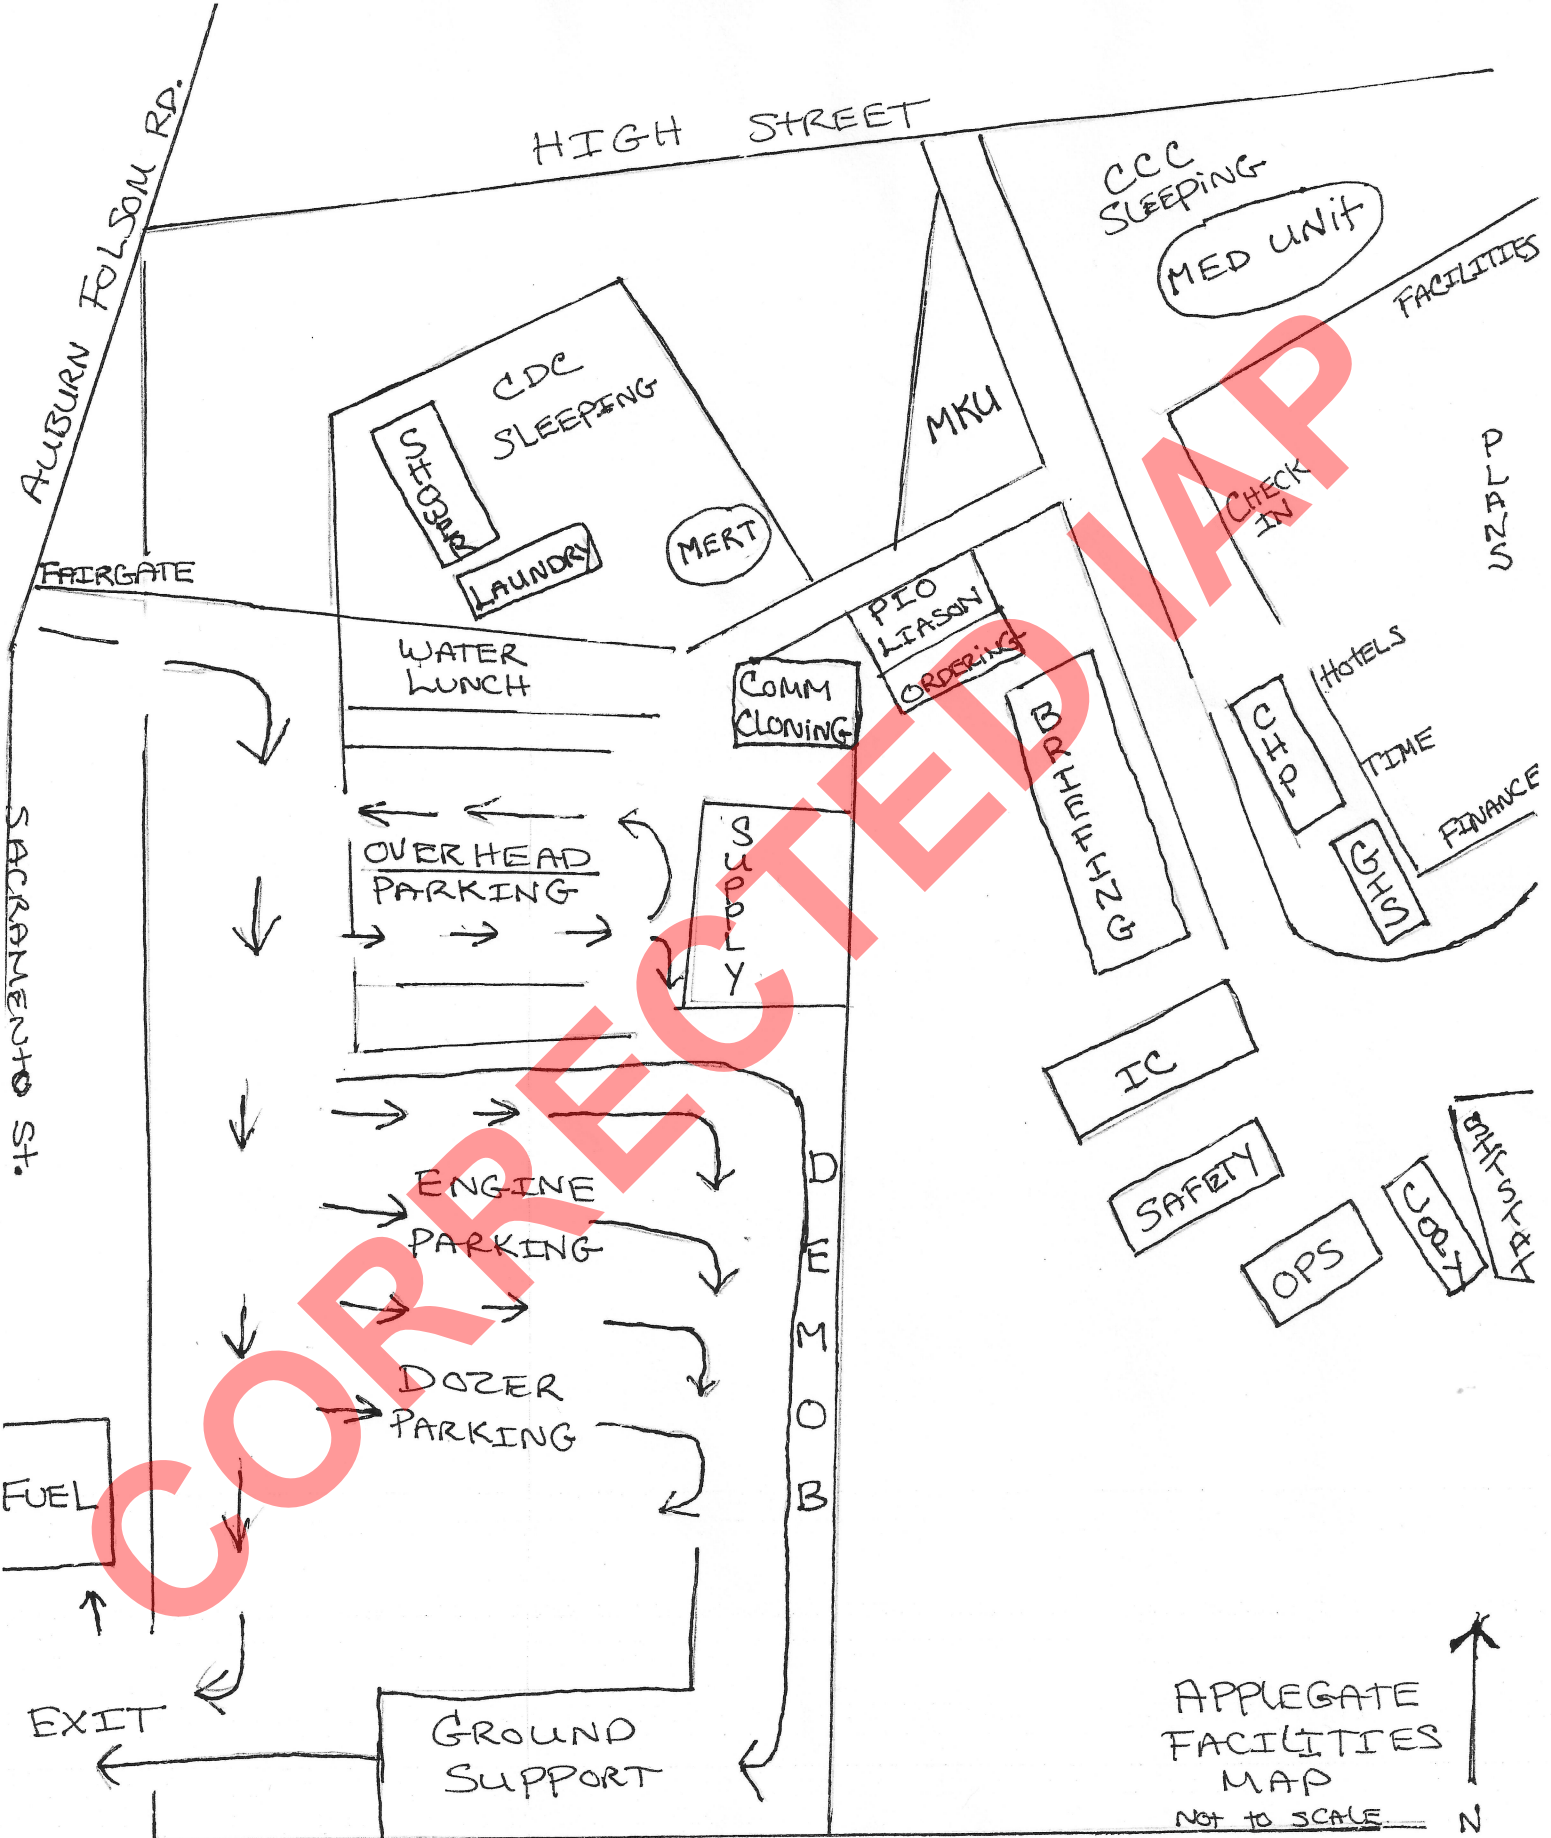 AUBURN FOLSOM RD.
HIGH STREET
CCC
SLEEPING
MED UNIT
FACILITIES
CDC
SLEEPING
SHOWER
LAUNDRY
MERT
MKU
CHECK
IN
PLANS
FAIRGATE
WATER
LUNCH
PIO
LIASON
ORDERING
COMM
CLONING
BRIEFING
HOTELS
CHP
TIME
FINANCE
GHS
SACRAMENTO St.
OVERHEAD
PARKING
SUPPLY
IC
SAFETY
OPS
COPY
ENGINE
PARKING
DEMOB
DOZER
PARKING
FUEL
EXIT
GROUND
SUPPORT
APPLEGATE
FACILITIES
MAP
NOT to SCALE
N
CORRECTED IAP